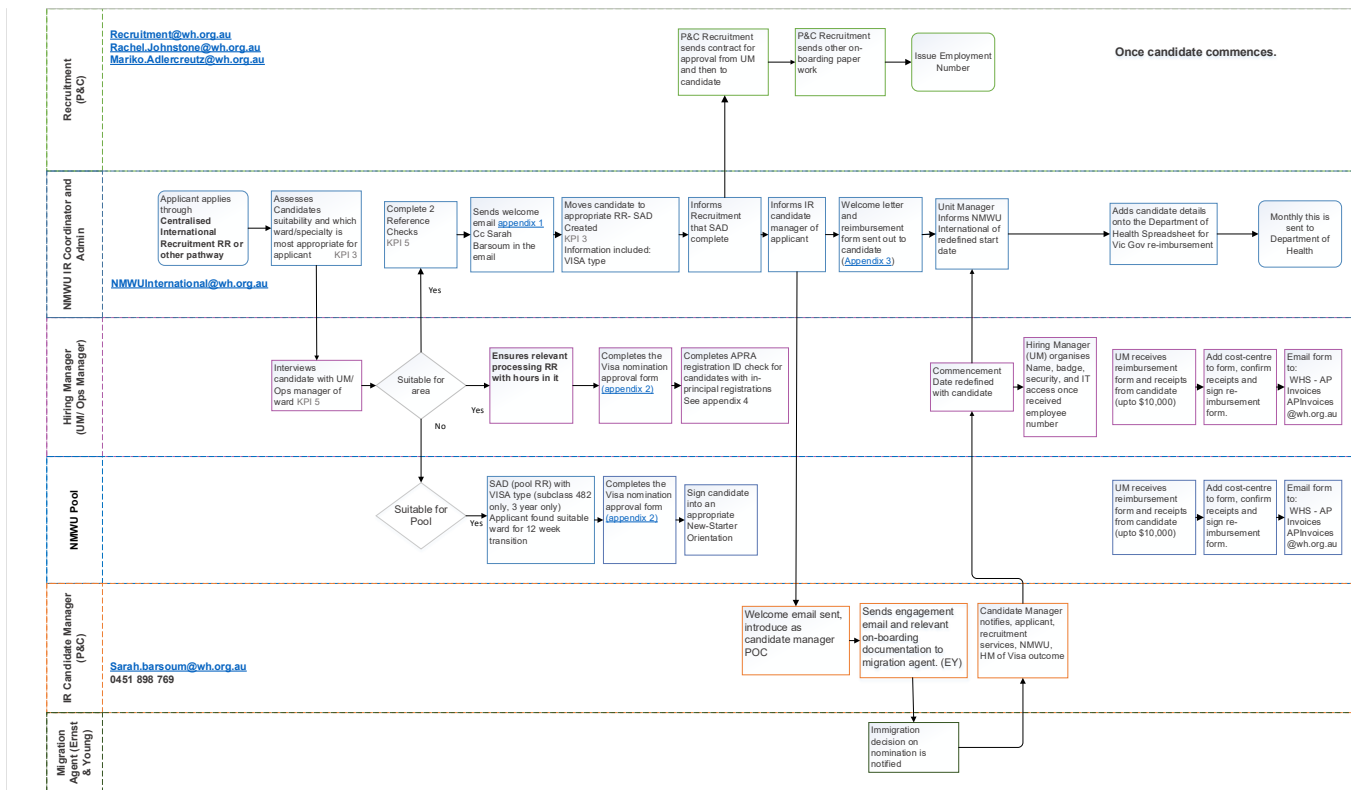 Recruitment
(P&C)
Recruitment@wh.org.au
Rachel.Johnstone@wh.org.au
Mariko.Adlercreutz@wh.org.au
P&C Recruitment
sends contract for
approval from UM
and then to
candidate
P&C Recruitment
sends other on-
boarding paper
work
Issue Employment
Number
Once candidate commences.
NMWU IR Coordinator and
Admin
Applicant applies
through
Centralised
International
Recruitment RR or
other pathway
Assesses
Candidates
suitability and which
ward/specialty is
most appropriate for
applicant KPI 3
Complete 2
Reference
Checks
KPI 5
Sends welcome
email appendix 1
Cc Sarah
Barsoum in the
email
Moves candidate to
appropriate RR- SAD
Created
KPI 3
Information included:
VISA type
Informs
Recruitment
that SAD
complete
Informs IR
candidate
manager of
applicant
Welcome letter
and
reimbursement
form sent out to
candidate
(Appendix 3)
Unit Manager
Informs NMWU
International of
redefined start
date
Adds candidate details
onto the Department of
Health Spreadsheet for
Vic Gov re-imbursement
Monthly this is
sent to
Department of
Health
NMWUInternational@wh.org.au
Yes
Hiring Manager
(UM/ Ops Manager)
Interviews
candidate with UM/
Ops manager of
ward KPI 5
Suitable for
area
Yes
No
Ensures relevant
processing RR
with hours in it
Completes the
Visa nomination
approval form
(appendix 2)
Completes APRA
registration ID check for
candidates with in-
principal registrations
See appendix 4
Commencement
Date redefined
with candidate
Hiring Manager
(UM) organises
Name, badge,
security, and IT
access once
received
employee
number
UM receives
reimbursement
form and receipts
from candidate
(upto $10,000)
Add cost-centre
to form, confirm
receipts and
sign re-
imbursement
form.
Email form
to:
WHS - AP
Invoices
APInvoices
@wh.org.au
NMWU Pool
Suitable for
Pool
Yes
SAD (pool RR) with
VISA type (subclass 482
only, 3 year only)
Applicant found suitable
ward for 12 week
transition
Completes the
Visa nomination
approval form
(appendix 2)
Sign candidate
into an
appropriate
New-Starter
Orientation
UM receives
reimbursement
form and receipts
from candidate
(upto $10,000)
Add cost-centre
to form, confirm
receipts and
sign re-
imbursement
form.
Email form
to:
WHS - AP
Invoices
APInvoices
@wh.org.au
IR Candidate Manager
(P&C)
Sarah.barsoum@wh.org.au
0451 898 769
Welcome email sent,
introduce as
candidate manager
POC
Sends engagement
email and relevant
on-boarding
documentation to
migration agent. (EY)
Candidate Manager
notifies, applicant,
recruitment
services, NMWU,
HM of Visa outcome
Migration
Agent (Ernst
& Young)
Immigration
decision on
nomination is
notified